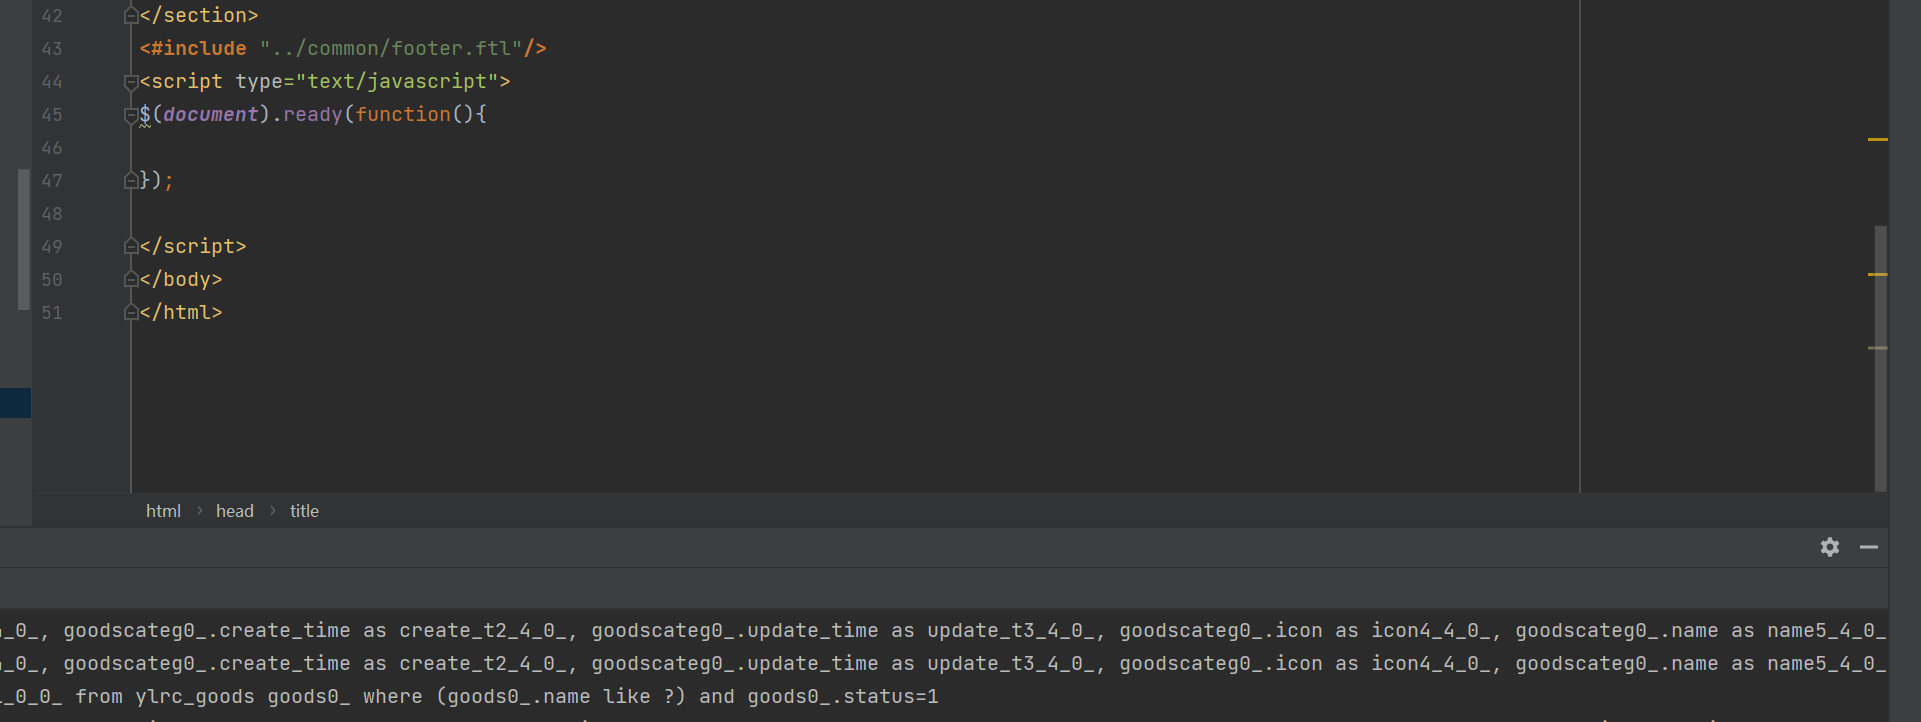 42 </section>
43 <#include "../common/footer.ftl"/>
44 <script type="text/javascript">
45 $(document).ready(function(){
46
47 });
48
49 </script>
50 </body>
51 </html>
html › head › title
_0_, goodscateg0_.create_time as create_t2_4_0_, goodscateg0_.update_time as update_t3_4_0_, goodscateg0_.icon as icon4_4_0_, goodscateg0_.name as name5_4_0_
_0_, goodscateg0_.create_time as create_t2_4_0_, goodscateg0_.update_time as update_t3_4_0_, goodscateg0_.icon as icon4_4_0_, goodscateg0_.name as name5_4_0_
_0_0_ from ylrc_goods goods0_ where (goods0_.name like ?) and goods0_.status=1